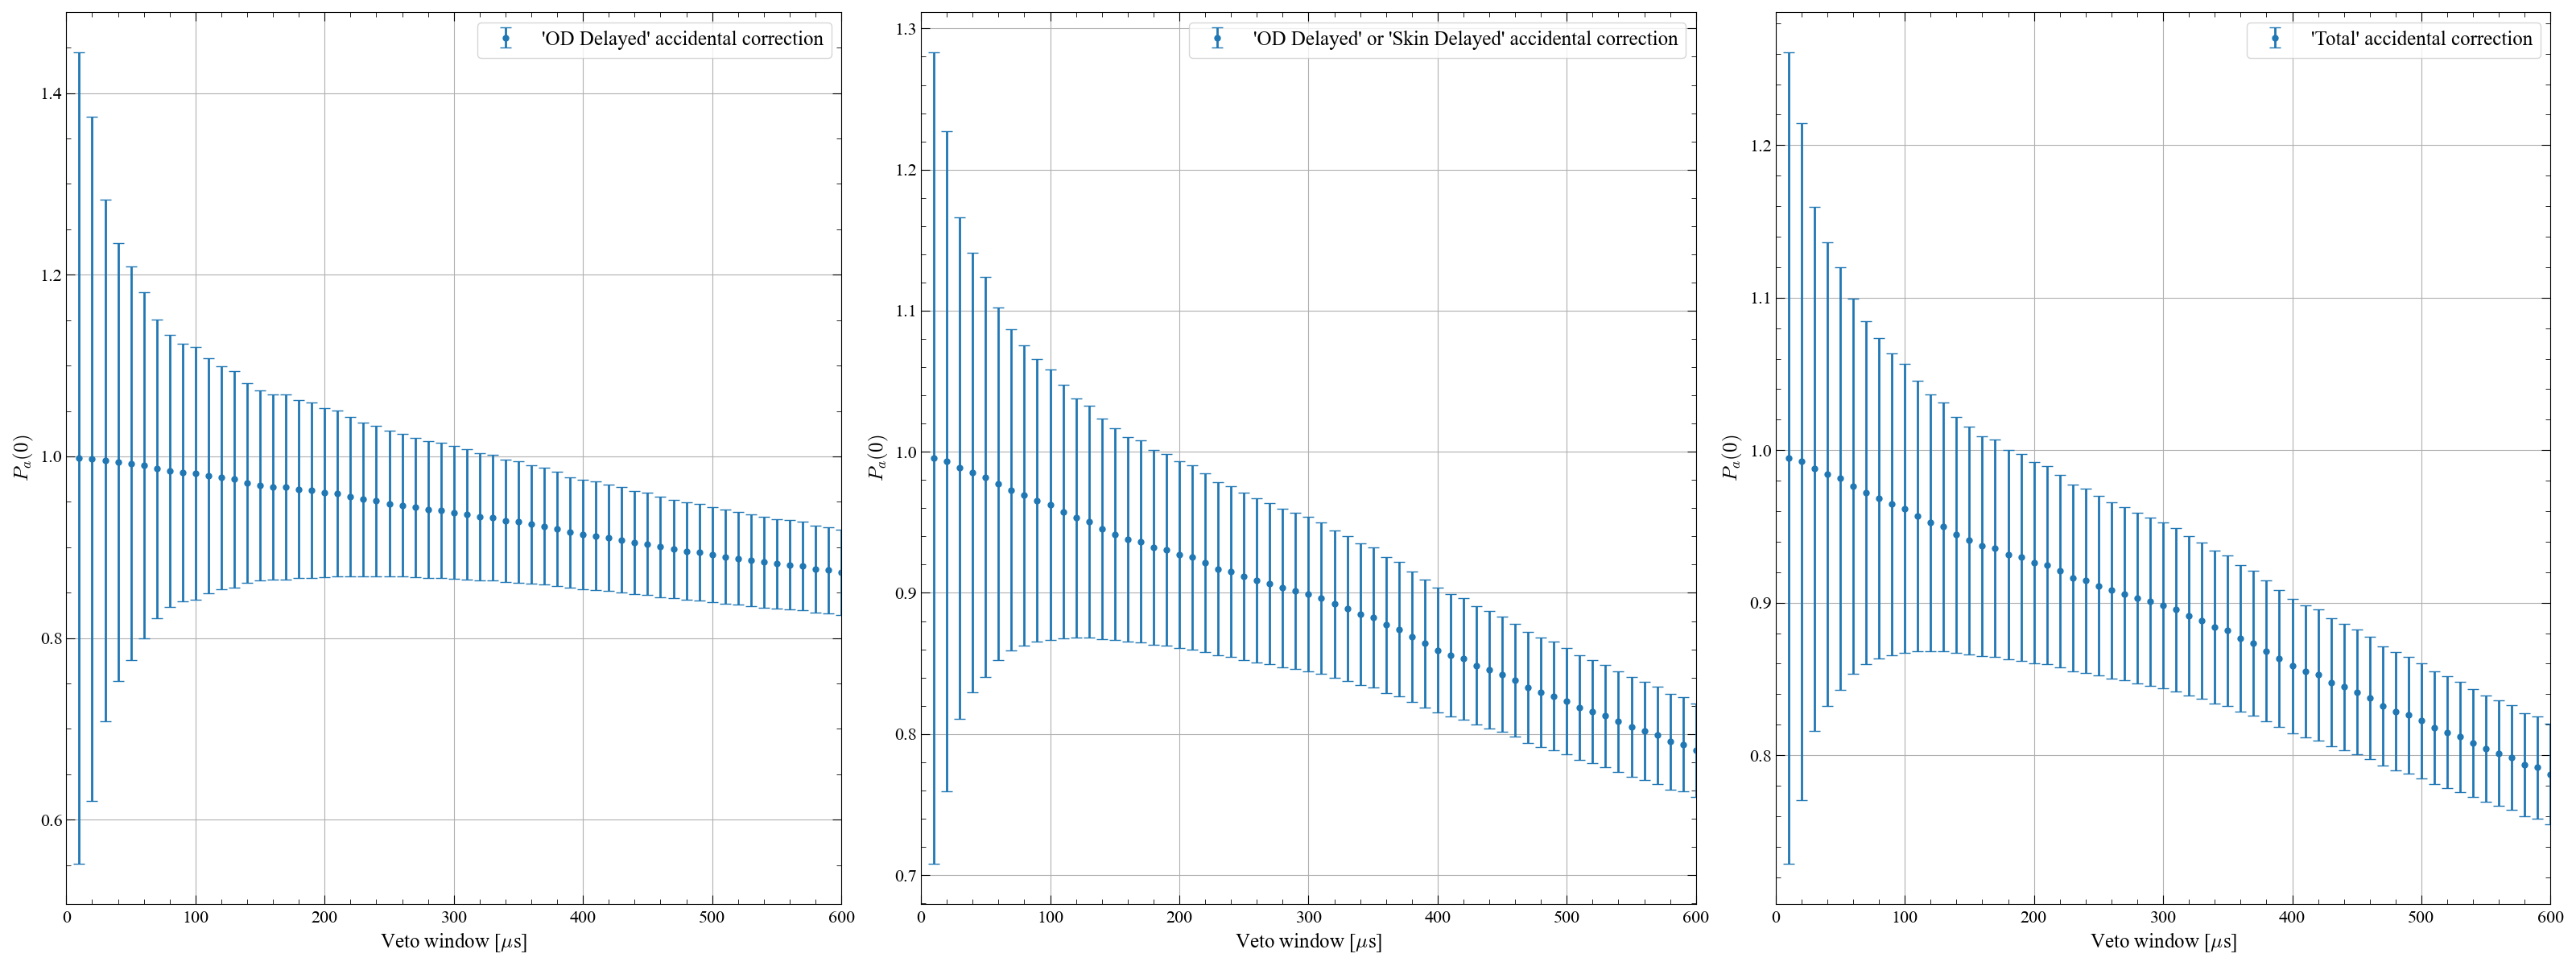 'OD Delayed' accidental correction
1.4
1.2
1.0
0.8
0.6
P_a(0)
0 100 200 300 400 500 600
Veto window [μs]
'OD Delayed' or 'Skin Delayed' accidental correction
1.3
1.2
1.1
1.0
0.9
0.8
0.7
P_a(0)
0 100 200 300 400 500 600
Veto window [μs]
'Total' accidental correction
1.2
1.1
1.0
0.9
0.8
P_a(0)
0 100 200 300 400 500 600
Veto window [μs]